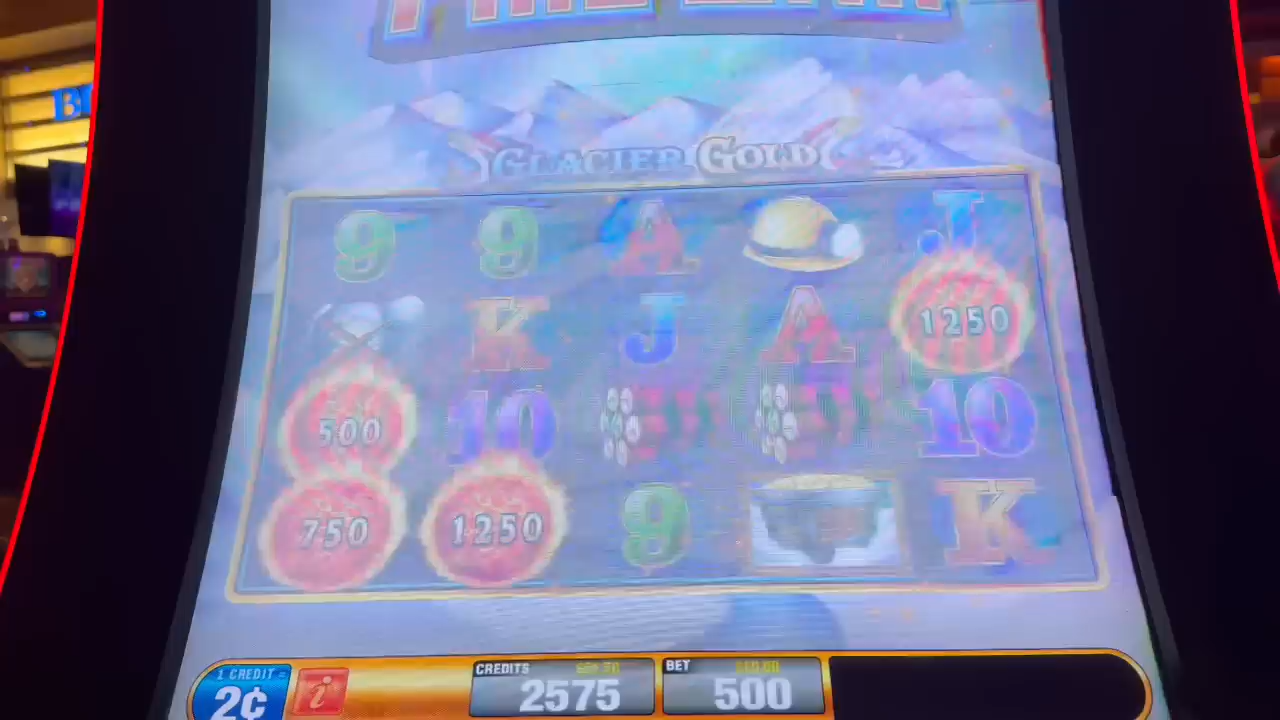 GLACIER GOLD
9 9 A J
K J A 1250
500 10 10
750 1250 9 K
1 CREDIT =
2¢
i
CREDITS
2575
BET
500